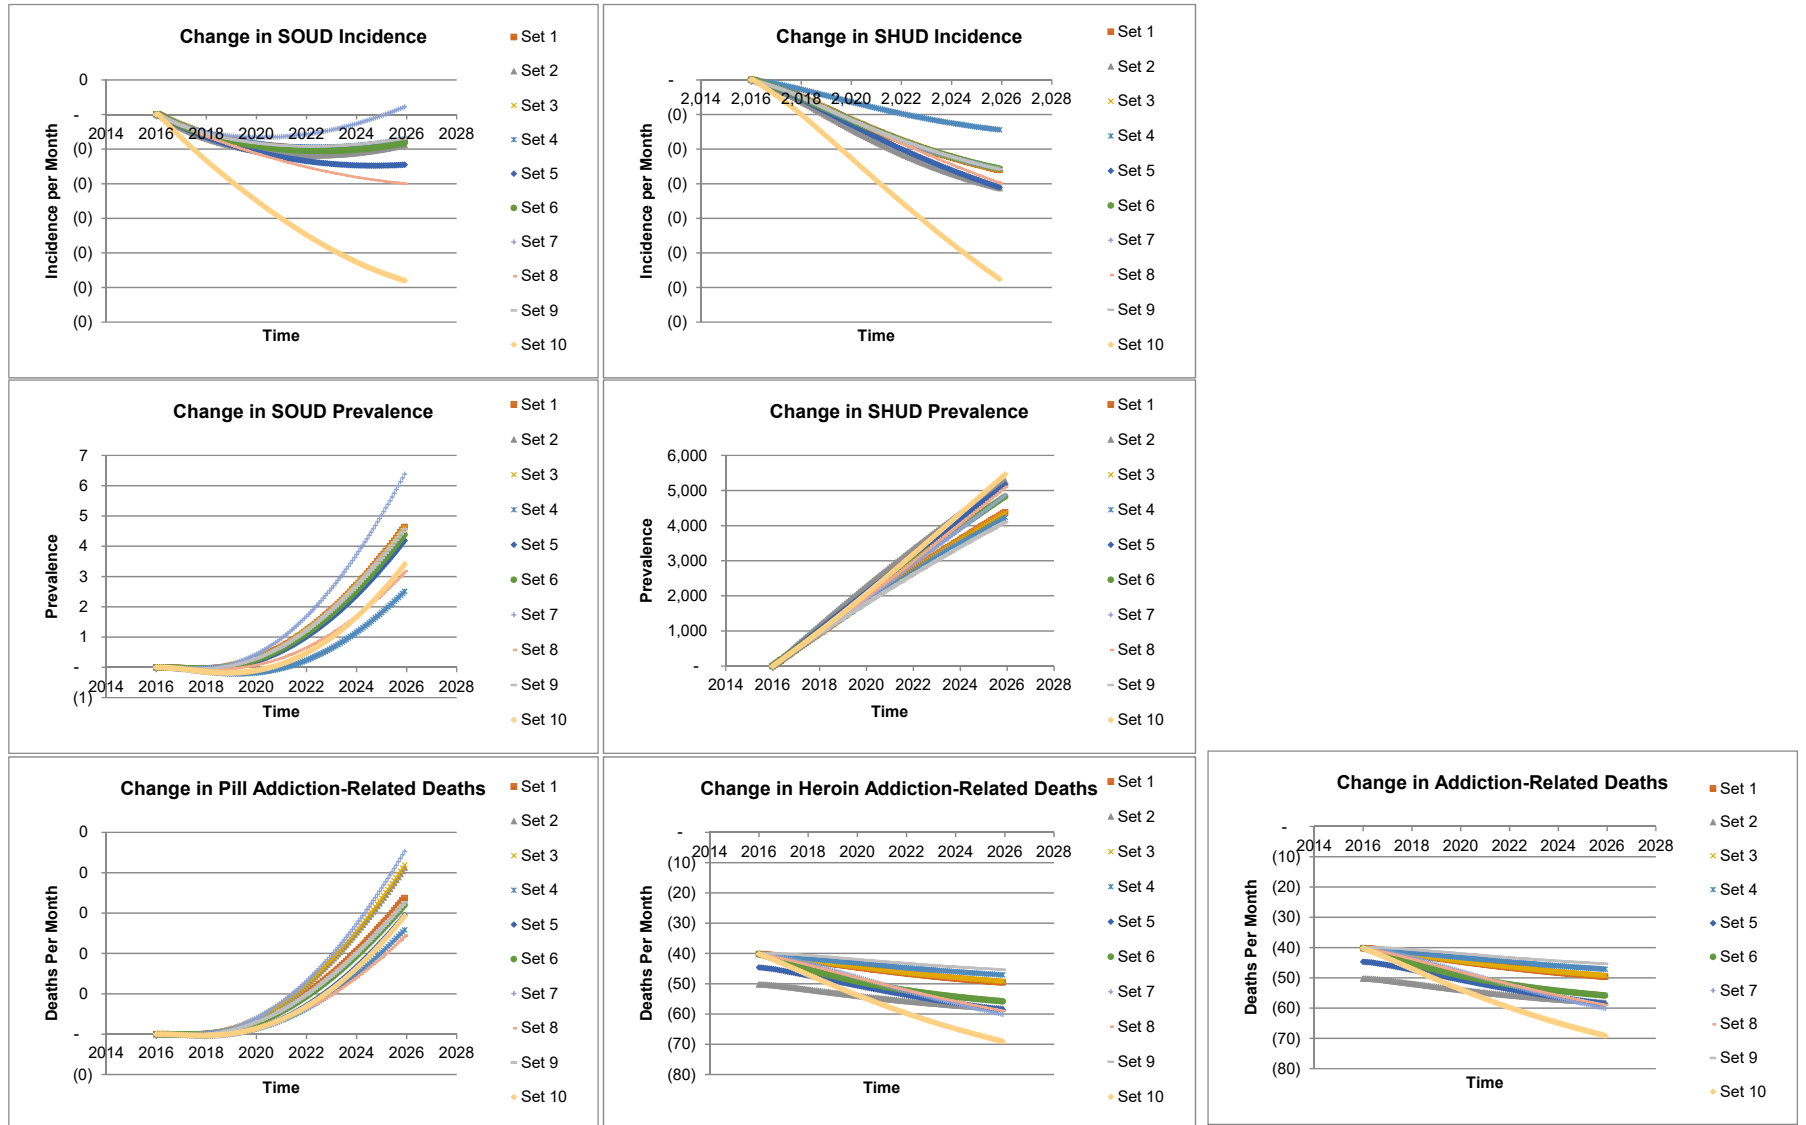 Change in SOUD Incidence
Incidence per Month
0
-
(0)
(0)
(0)
(0)
(0)
(0)
2014 2016 2018 2020 2022 2024 2026 2028
Time
Set 1
Set 2
Set 3
Set 4
Set 5
Set 6
Set 7
Set 8
Set 9
Set 10
Change in SHUD Incidence
Incidence per Month
-
(0)
(0)
(0)
(0)
(0)
(0)
(0)
2,014 2,016 2,018 2,020 2,022 2,024 2,026 2,028
Time
Set 1
Set 2
Set 3
Set 4
Set 5
Set 6
Set 7
Set 8
Set 9
Set 10
Change in SOUD Prevalence
Prevalence
7
6
5
4
3
2
1
-
(1)
2014 2016 2018 2020 2022 2024 2026 2028
Time
Set 1
Set 2
Set 3
Set 4
Set 5
Set 6
Set 7
Set 8
Set 9
Set 10
Change in SHUD Prevalence
Prevalence
6,000
5,000
4,000
3,000
2,000
1,000
-
2014 2016 2018 2020 2022 2024 2026 2028
Time
Set 1
Set 2
Set 3
Set 4
Set 5
Set 6
Set 7
Set 8
Set 9
Set 10
Change in Pill Addiction-Related Deaths
Deaths Per Month
0
0
0
0
0
-
(0)
2014 2016 2018 2020 2022 2024 2026 2028
Time
Set 1
Set 2
Set 3
Set 4
Set 5
Set 6
Set 7
Set 8
Set 9
Set 10
Change in Heroin Addiction-Related Deaths
Deaths Per Month
-
(10)
(20)
(30)
(40)
(50)
(60)
(70)
(80)
2014 2016 2018 2020 2022 2024 2026 2028
Time
Set 1
Set 2
Set 3
Set 4
Set 5
Set 6
Set 7
Set 8
Set 9
Set 10
Change in Addiction-Related Deaths
Deaths Per Month
-
(10)
(20)
(30)
(40)
(50)
(60)
(70)
(80)
2014 2016 2018 2020 2022 2024 2026 2028
Time
Set 1
Set 2
Set 3
Set 4
Set 5
Set 6
Set 7
Set 8
Set 9
Set 10